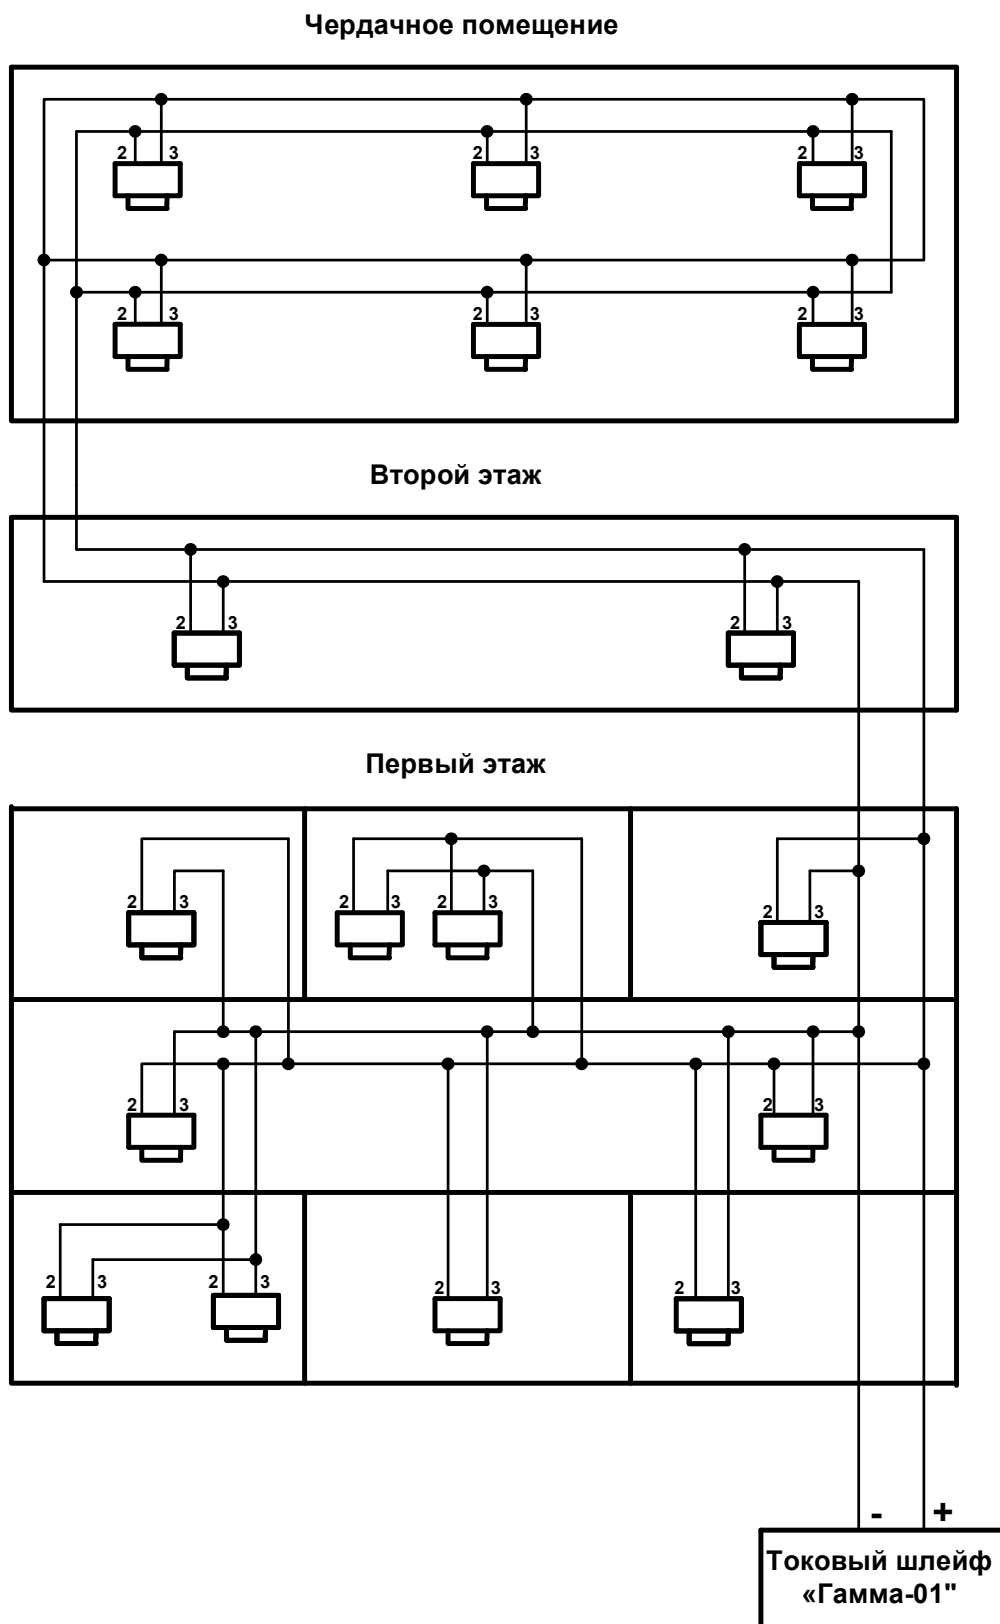 Чердачное помещение
2 3 2 3 2 3
2 3 2 3 2 3
Второй этаж
2 3 2 3
Первый этаж
2 3 2 3 2 3 2 3
2 3 2 3
2 3 2 3 2 3 2 3
- +
Токовый шлейф
«Гамма-01"